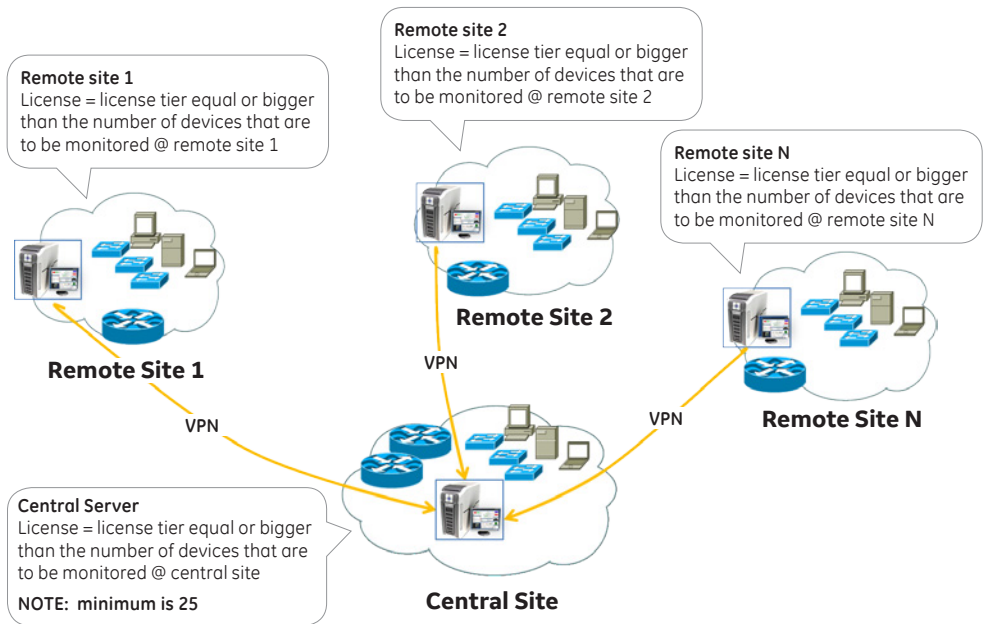 Remote site 2
License = license tier equal or bigger
than the number of devices that are
to be monitored @ remote site 2
Remote site 1
License = license tier equal or bigger
than the number of devices that are
to be monitored @ remote site 1
Remote site N
License = license tier equal or bigger
than the number of devices that are
to be monitored @ remote site N
Remote Site 2
Remote Site 1
VPN
Remote Site N
VPN
VPN
Central Server
License = license tier equal or bigger
than the number of devices that are
to be monitored @ central site
NOTE: minimum is 25
Central Site